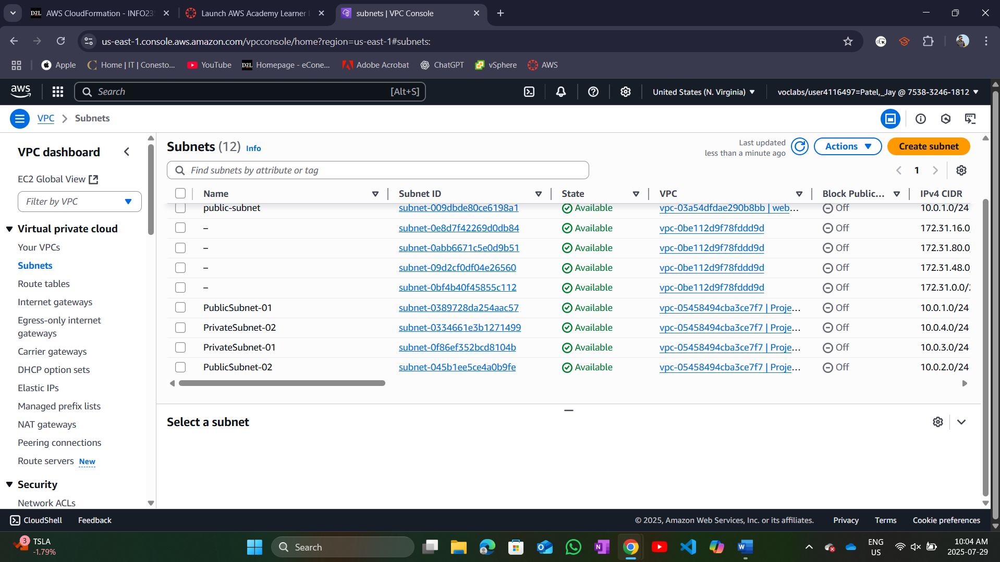 AWS CloudFormation - INFO23
Launch AWS Academy Learner
subnets | VPC Console
us-east-1.console.aws.amazon.com/vpcconsole/home?region=us-east-1#subnets:
Apple
Home | IT | Conesto...
YouTube
D2L Homepage - eCone...
Adobe Acrobat
ChatGPT
vSphere
AWS
aws
Search
[Alt+S]
United States (N. Virginia)
voclabs/user4116497=Patel,_Jay @ 7538-3246-1812
VPC
Subnets
VPC dashboard
EC2 Global View
Filter by VPC
Virtual private cloud
Your VPCs
Subnets
Route tables
Internet gateways
Egress-only internet
gateways
Carrier gateways
DHCP option sets
Elastic IPs
Managed prefix lists
NAT gateways
Peering connections
Route servers New
Security
Network ACLs
Subnets (12) Info
Last updated
less than a minute ago
Actions
Create subnet
Find subnets by attribute or tag
1
Name Subnet ID State VPC Block Public... IPv4 CIDR
public-subnet subnet-009dbde80ce6198a1 Available vpc-03a54dfdae290b8bb | web... Off 10.0.1.0/24
– subnet-0e8d7f42269d0db84 Available vpc-0be112d9f78fddd9d Off 172.31.16.0
– subnet-0abb6671c5e0d9b51 Available vpc-0be112d9f78fddd9d Off 172.31.80.0
– subnet-09d2cf0df04e26560 Available vpc-0be112d9f78fddd9d Off 172.31.48.0
– subnet-0bf4b40f45855c112 Available vpc-0be112d9f78fddd9d Off 172.31.0.0/
PublicSubnet-01 subnet-0389728da254aac57 Available vpc-05458494cba3ce7f7 | Proje... Off 10.0.1.0/24
PrivateSubnet-02 subnet-0334661e3b1271499 Available vpc-05458494cba3ce7f7 | Proje... Off 10.0.4.0/24
PrivateSubnet-01 subnet-0f86ef352bcd8104b Available vpc-05458494cba3ce7f7 | Proje... Off 10.0.3.0/24
PublicSubnet-02 subnet-045b1ee5ce4a0b9fe Available vpc-05458494cba3ce7f7 | Proje... Off 10.0.2.0/24
Select a subnet
CloudShell
Feedback
© 2025, Amazon Web Services, Inc. or its affiliates.
Privacy
Terms
Cookie preferences
3
TSLA
-1.79%
Search
ENG
US
10:04 AM
2025-07-29